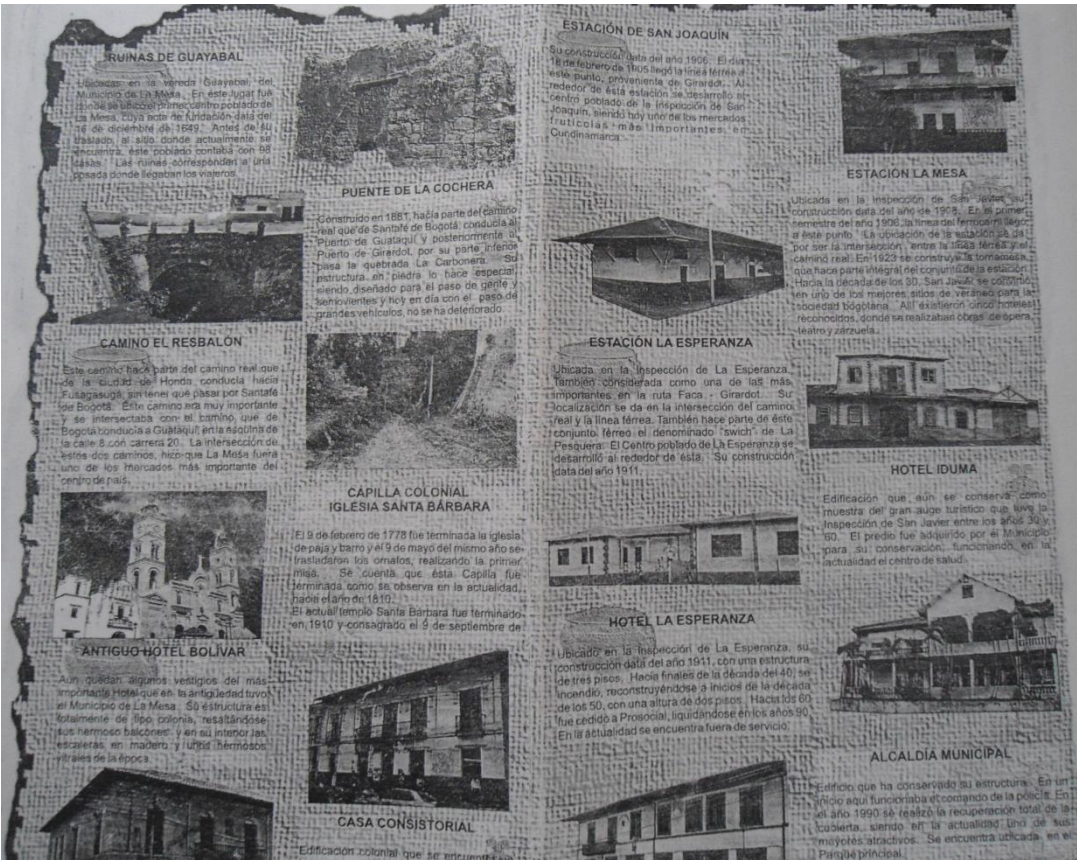 RUINAS DE GUAYABAL
Ubicadas en la vereda Guayabal, del
Municipio de La Mesa. En éste lugar fue
donde se ubicó el primer centro poblado de
La Mesa, cuya acta de fundación data del
16 de diciembre de 1649. Antes de su
traslado, al sitio donde actualmente se
encuentra, éste poblado contaba con 98
casas. Las ruinas corresponden a una
posada donde llegaban los viajeros.
PUENTE DE LA COCHERA
Construido en 1881, hacía parte del camino
real que de Santafé de Bogotá, conducía al
Puerto de Guataquí y posteriormente al
Puerto de Girardot, por su parte inferios
pasa la quebrada La Carbonera. Su
estructura en piedra lo hace especial,
siendo diseñado para el paso de gente y
semovientes y hoy en día con el paso de
grandes vehículos, no se ha deteriorado.
CAMINO EL RESBALÓN
Este camino hace parte del camino real que
de la ciudad de Honda conducía hacia
Fusagasugá, sin tener que pasar por Santafé
de Bogotá. Éste camino era muy importante
y se intersectaba con el camino que de
Bogotá conducía a Guataquí, en la esquina de
la calle 8 con carrera 20. La intersección de
éstos dos caminos, hizo que La Mesa fuera
uno de los mercados más importante del
centro de país.
CAPILLA COLONIAL
IGLESIA SANTA BÁRBARA
El 9 de febrero de 1778 fue terminada la iglesia
de paja y barro y el 9 de mayo del mismo año se
trasladaron los ornatos, realizando la primer
misa. Se cuenta que ésta Capilla fue
terminada como se observa en la actualidad,
hacia el año de 1810.
El actual templo Santa Bárbara fue terminado
en 1910 y consagrado el 9 de septiembre de
ANTIGUO HOTEL BOLÍVAR
Aún quedan algunos vestigios del más
importante Hotel que en la antigüedad tuvo
el Municipio de La Mesa. Su estructura es
totalmente de tipo colonia, resaltándose
sus hermoso balcones y en su interior las
escaleras en madero y unos hermosos
vitrales de la época.
CASA CONSISTORIAL
Edificación colonial que se encuentra
ESTACIÓN DE SAN JOAQUÍN
Su construcción data del año 1906. El día
de febrero de 1905 llegó la línea férrea a
esté punto, proveniente de Girardot. Al
rededor de ésta estación se desarrollo el
centro poblado de la inspección de San
Joaquín, siendo hoy uno de los mercados
frutícolas más importantes en
Cundinamarca.
ESTACIÓN LA MESA
Ubicada en la Inspección de San Javier, su
construcción data del año de 1908. En el primer
semestre del año 1906, la línea del ferrocarril llegó
a éste punto. La ubicación de la estación se da
por ser la intersección entre la línea férrea y el
camino real. En 1923 se construye la tornamesa,
que hace parte integral del conjunto de la estación.
Hacia la década de los 30, San Javier se convirtió
en uno de los mejores sitios de veraneo para la
sociedad bogotana. Allí existieron cinco hoteles
reconocidos, donde se realizaban obras de ópera,
teatro y zarzuela.
ESTACIÓN LA ESPERANZA
Ubicada en la Inspección de La Esperanza.
También considerada como una de las más
importantes en la ruta Faca - Girardot. Su
localización se da en la intersección del camino
real y la línea férrea. También hace parte de éste
conjunto férreo el denominado "swich" de La
Pesquera. El Centro poblado de La Esperanza se
desarrolló al rededor de ésta. Su construcción
data del año 1911.
HOTEL IDUMA
Edificación que aún se conserva como
muestra del gran auge turístico que tuvo la
Inspección de San Javier entre los años 30 y
60. El predio fue adquirido por el Municipio
para su conservación, funcionando en la
actualidad el centro de salud.
HOTEL LA ESPERANZA
Ubicado en la Inspección de La Esperanza, su
construcción data del año 1911, con una estructura
de tres pisos. Hacia finales de la década del 40, se
incendio, reconstruyéndose a inicios de la década
de los 50, con una altura de dos pisos. Hacia los 60
fue cedido a Prosocial, liquidándose en los años 90.
En la actualidad se encuentra fuera de servicio.
ALCALDÍA MUNICIPAL
Edificio que ha conservado su estructura. En un
inicio aquí funcionaba el comando de la policía. En
el año 1990 se realizó la recuperación total de la
cubierta, siendo en la actualidad uno de sus
mayores atractivos. Se encuentra ubicada en el
Parque principal.